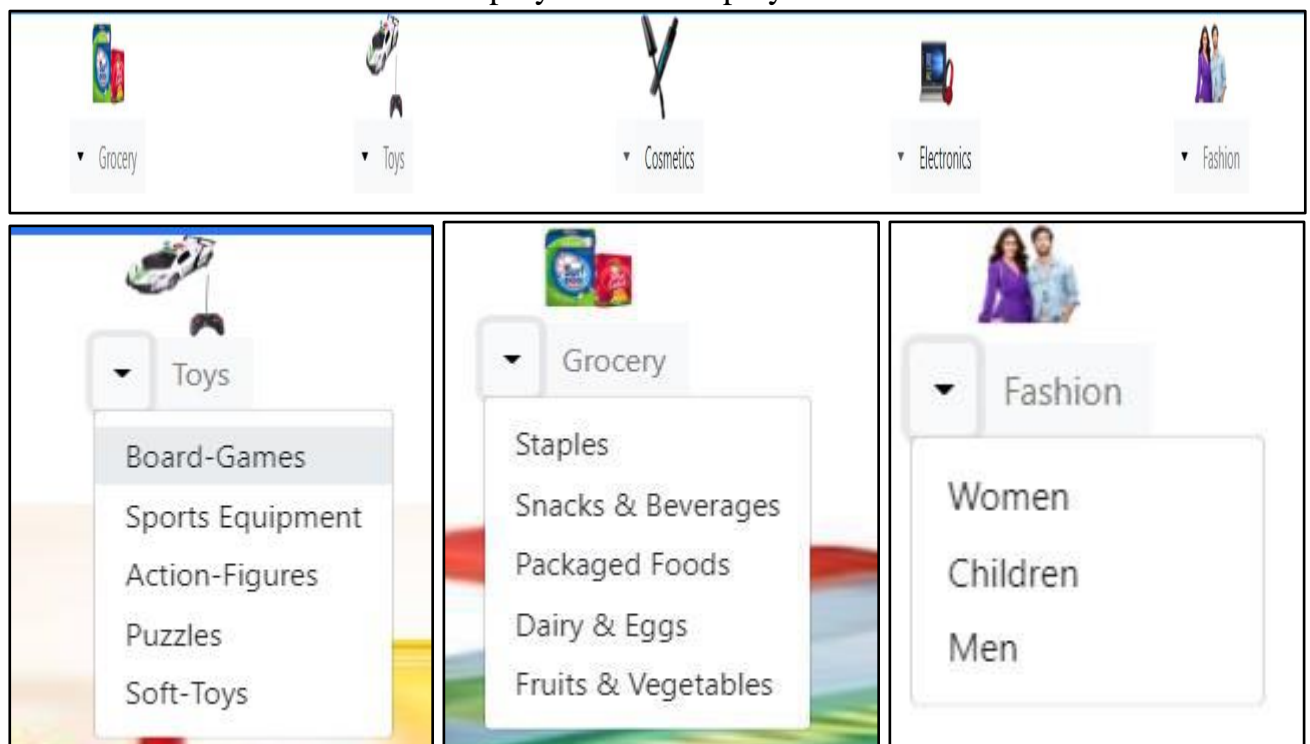 Grocery
Toys
Cosmetics
Electronics
Fashion
Toys
Board-Games
Sports Equipment
Action-Figures
Puzzles
Soft-Toys
Grocery
Staples
Snacks & Beverages
Packaged Foods
Dairy & Eggs
Fruits & Vegetables
Fashion
Women
Children
Men